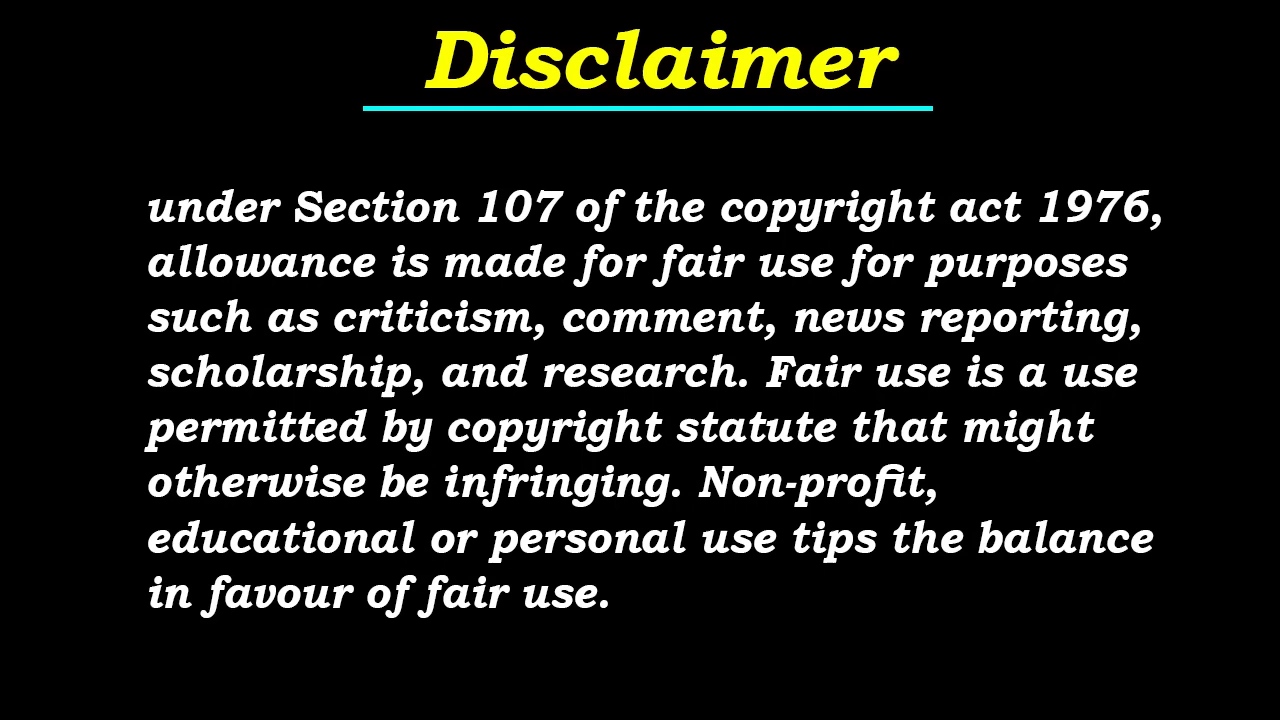 Disclaimer
under Section 107 of the copyright act 1976,
allowance is made for fair use for purposes
such as criticism, comment, news reporting,
scholarship, and research. Fair use is a use
permitted by copyright statute that might
otherwise be infringing. Non-profit,
educational or personal use tips the balance
in favour of fair use.